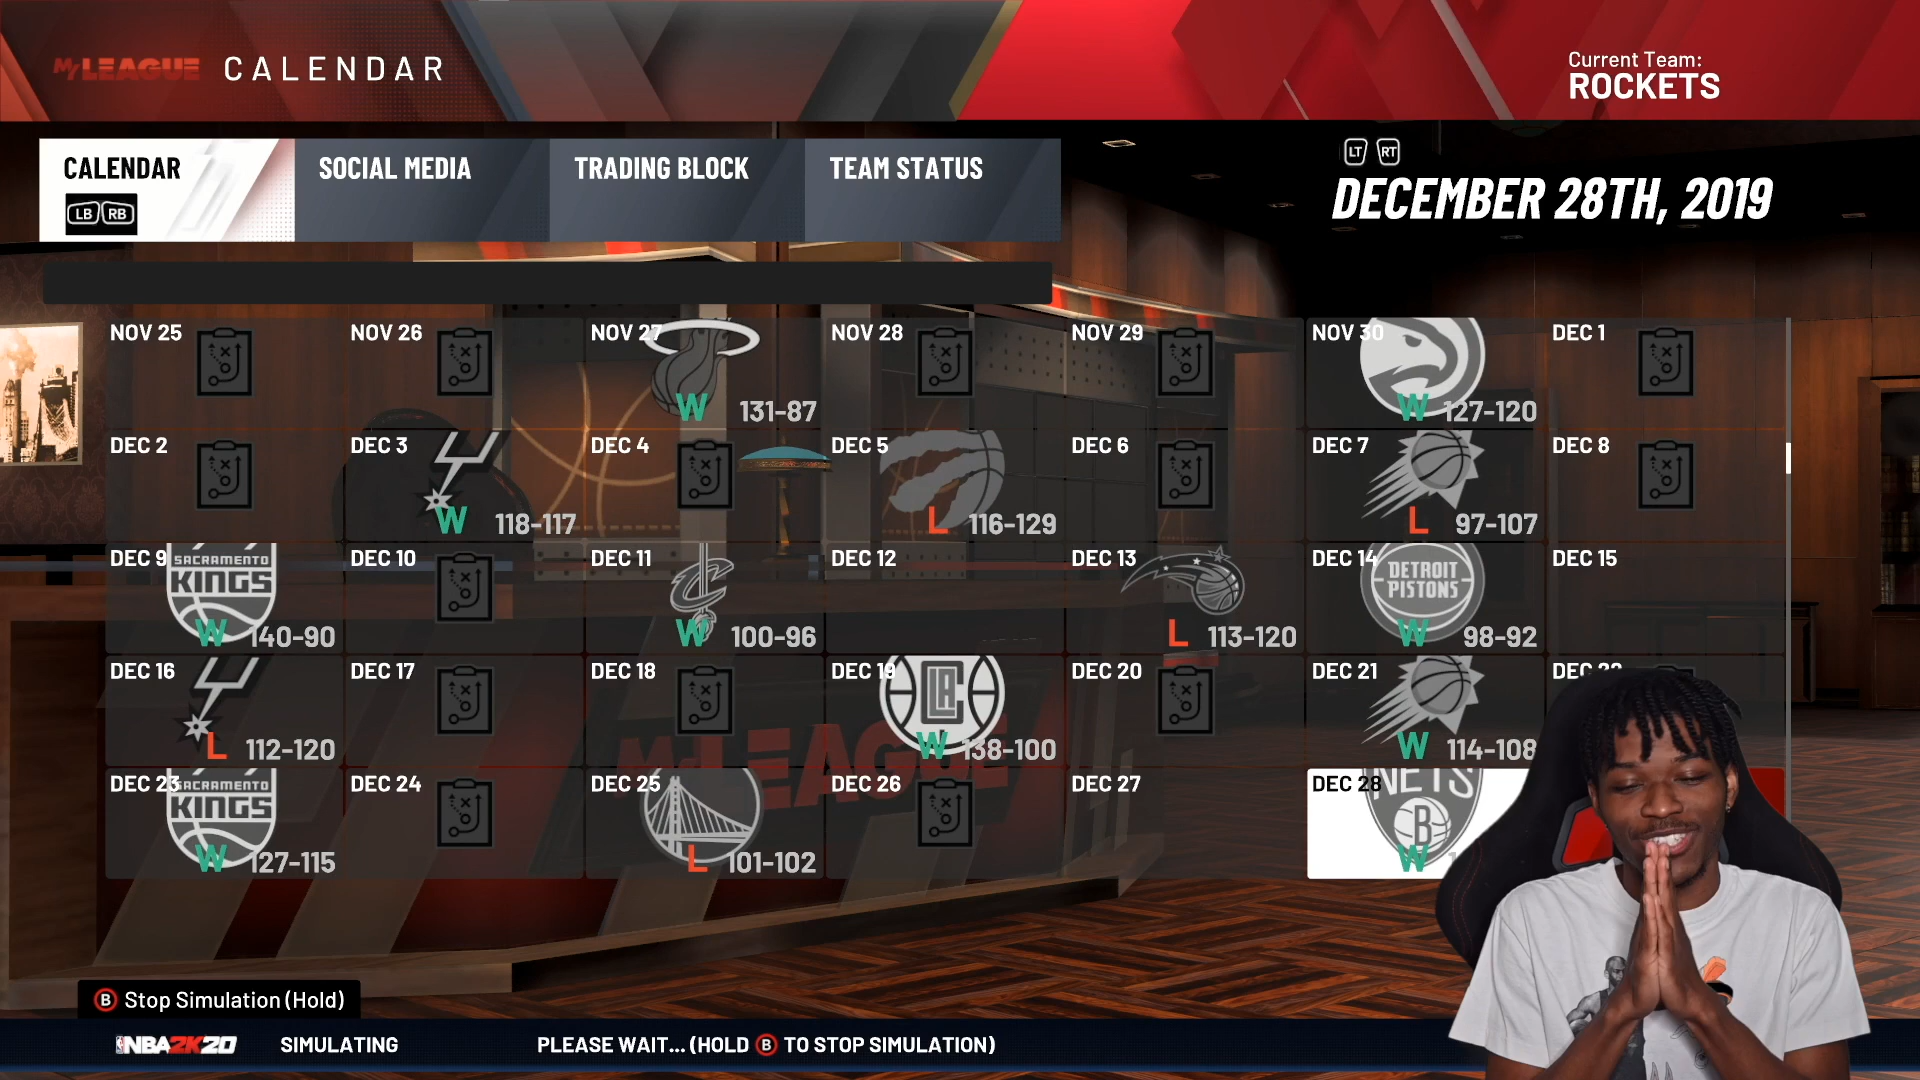 MyLEAGUE CALENDAR
Current Team:
ROCKETS
CALENDAR
LB RB
SOCIAL MEDIA
TRADING BLOCK
TEAM STATUS
LT RT
DECEMBER 28TH, 2019
NOV 25
NOV 26
NOV 27
W 131-87
NOV 28
NOV 29
NOV 30
W 127-120
DEC 1
DEC 2
DEC 3
W 118-117
DEC 4
DEC 5
L 116-129
DEC 6
DEC 7
L 97-107
DEC 8
DEC 9
SACRAMENTO
KINGS
W 140-90
DEC 10
DEC 11
W 100-96
DEC 12
DEC 13
L 113-120
DEC 14
DETROIT
PISTONS
W 98-92
DEC 15
DEC 16
L 112-120
DEC 17
DEC 18
DEC 19
LAC
W 138-100
DEC 20
DEC 21
W 114-108
DEC 23
SACRAMENTO
KINGS
W 127-115
DEC 24
DEC 25
L 101-102
DEC 26
DEC 27
DEC 28
NETS
B
W
MyLEAGUE
B Stop Simulation (Hold)
NBA2K20
SIMULATING
PLEASE WAIT... (HOLD B TO STOP SIMULATION)